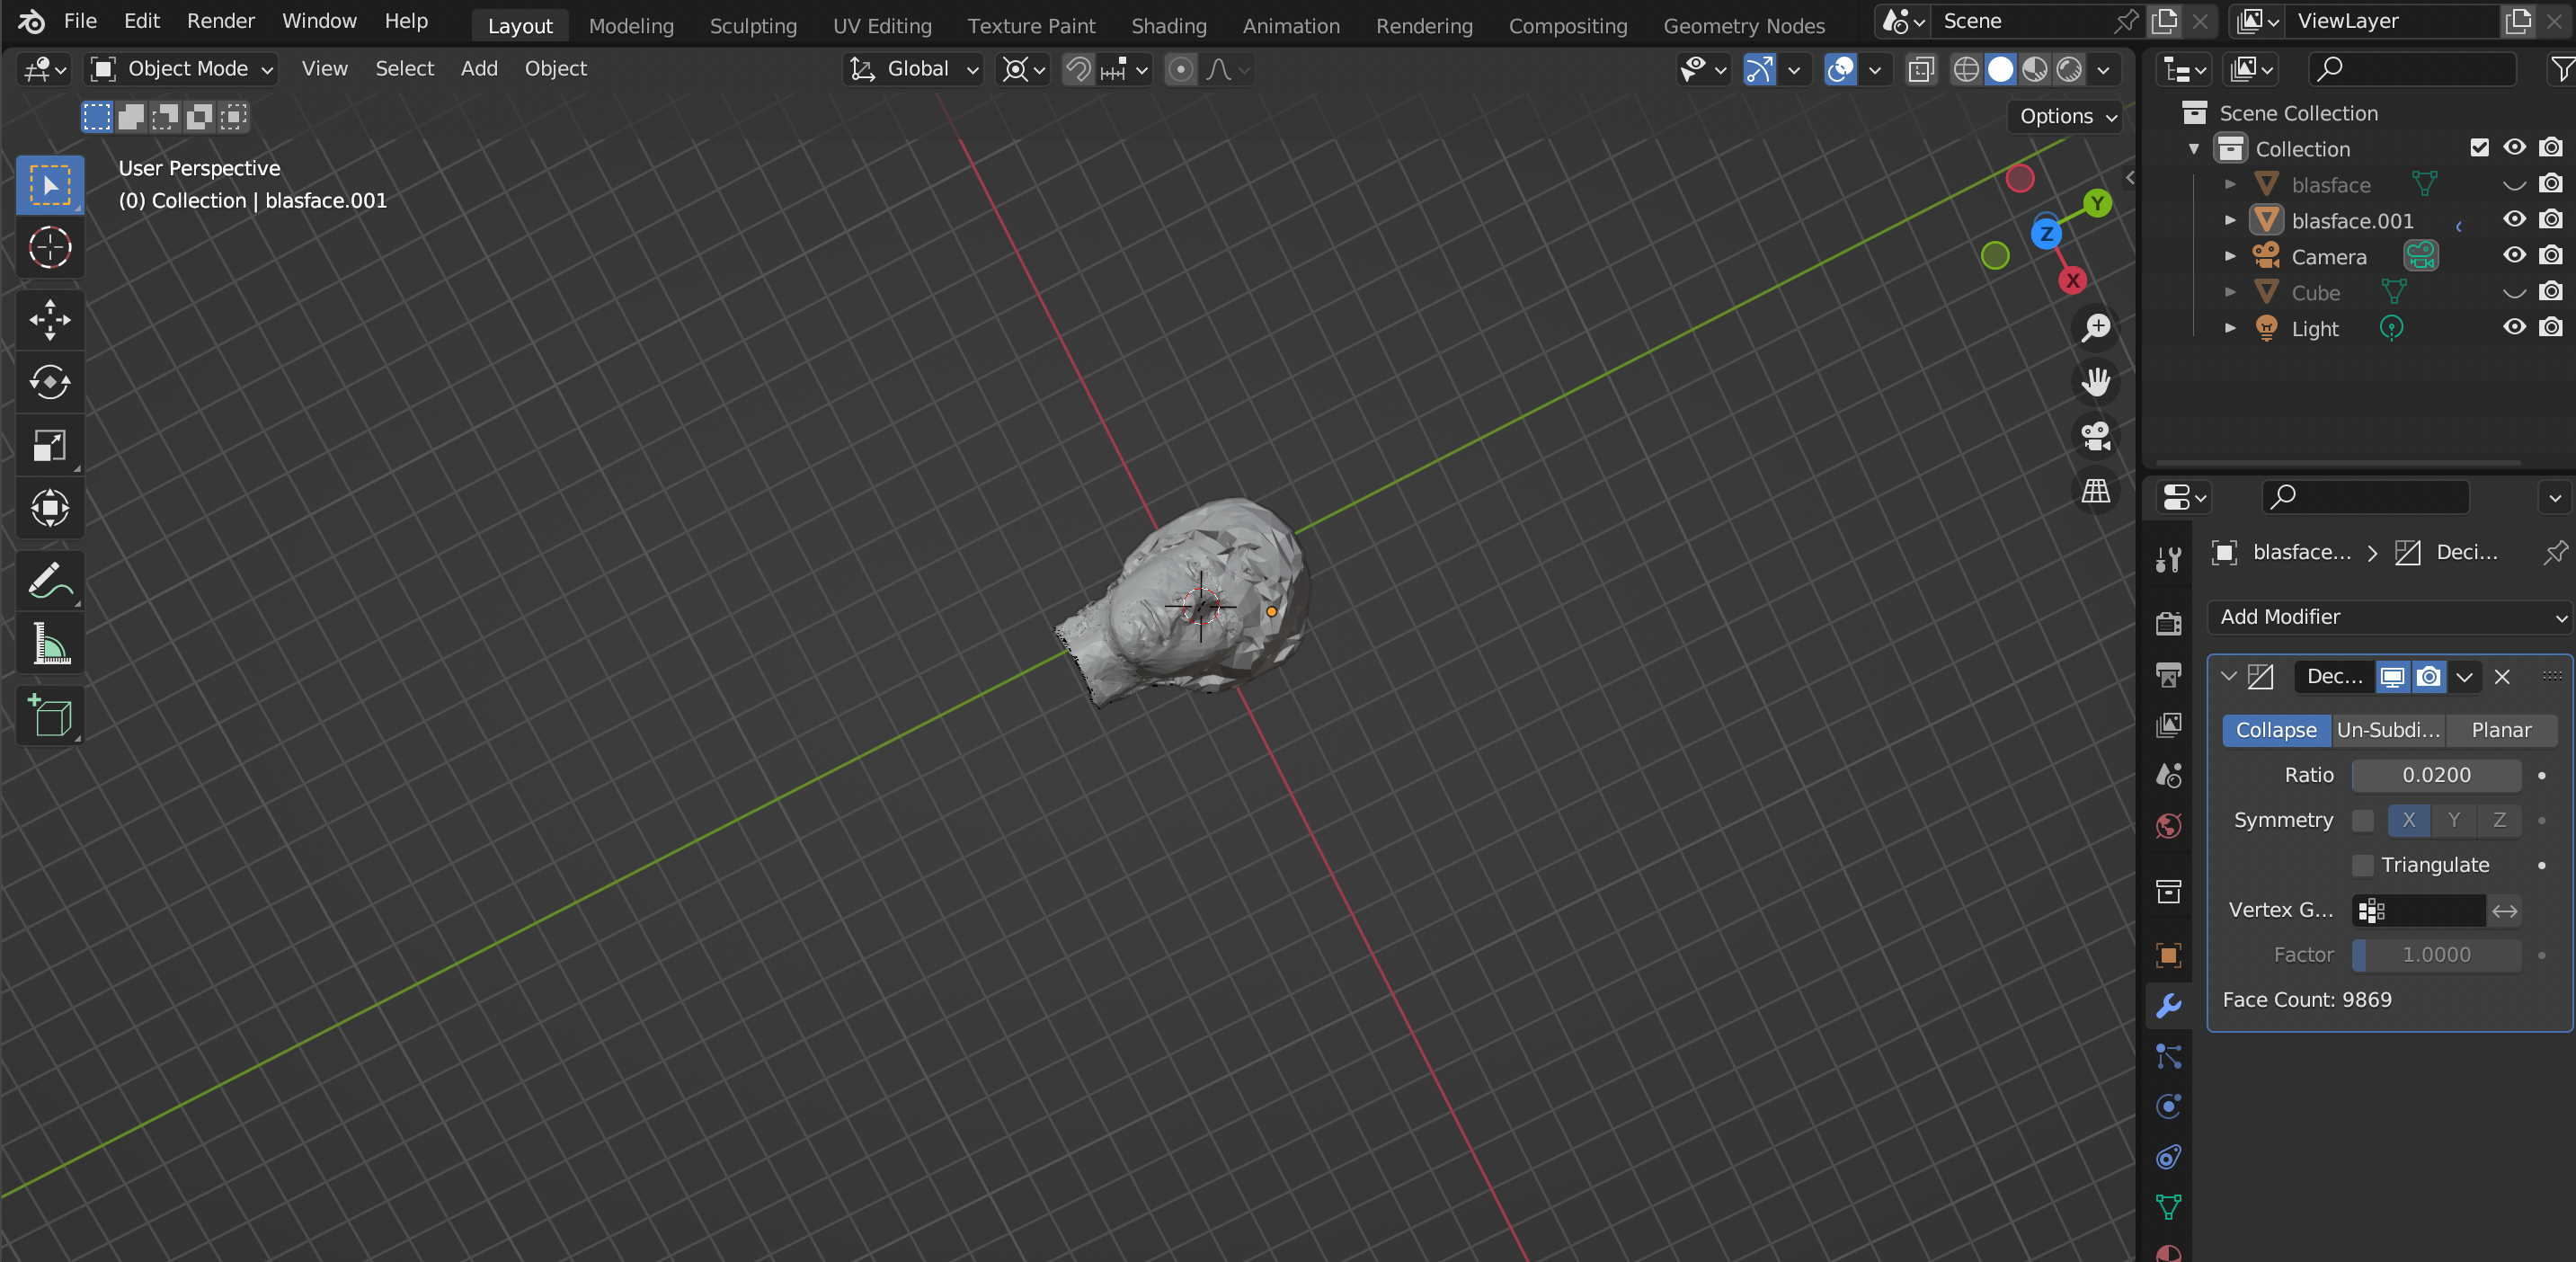 File Edit Render Window Help Layout Modeling Sculpting UV Editing Texture Paint Shading Animation Rendering Compositing Geometry Nodes Scene ViewLayer
Object Mode View Select Add Object Global
Options
User Perspective
(0) Collection | blasface.001
Y
Z
X
Scene Collection
Collection
blasface
blasface.001
Camera
Cube
Light
blasface... > Deci...
Add Modifier
Dec...
Collapse Un-Subdi... Planar
Ratio 0.0200
Symmetry X Y Z
Triangulate
Vertex G...
Factor 1.0000
Face Count: 9869